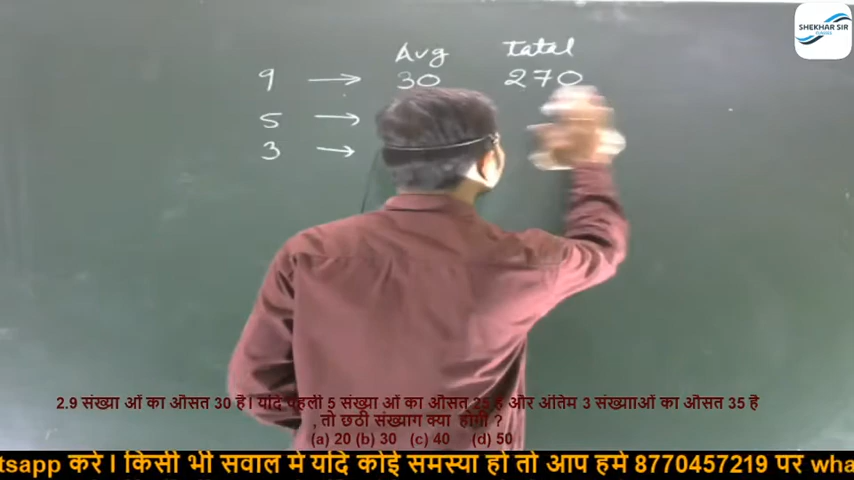 SHEKHAR SIR
CLASSES
Avg Total
9 → 30 270
5 →
3 →
2.9 संख्या ओं का औसत 30 है। यदि पहली 5 संख्या ओं का औसत 25 है और अंतिम 3 संख्यााओं का औसत 35 है
, तो छठी संख्याग क्या होगी ?
(a) 20 (b) 30 (c) 40 (d) 50
tsapp करे । किसी भी सवाल मे यदि कोई समस्या हो तो आप हमे 8770457219 पर wha